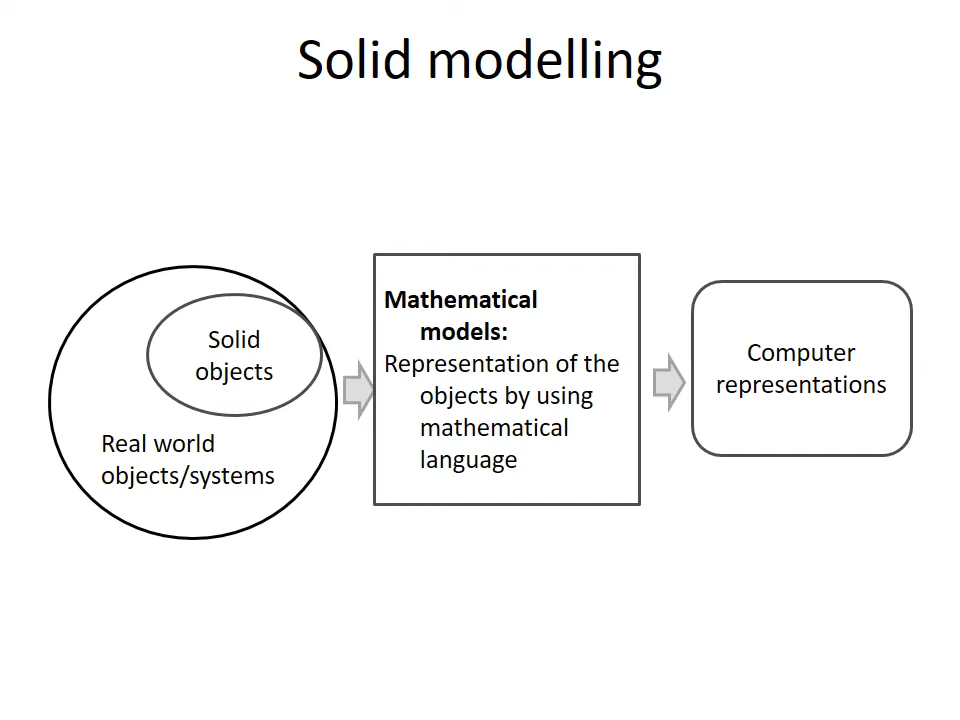 Solid modelling
Solid
objects
Real world
objects/systems
Mathematical
models:
Representation of the
objects by using
mathematical
language
Computer
representations